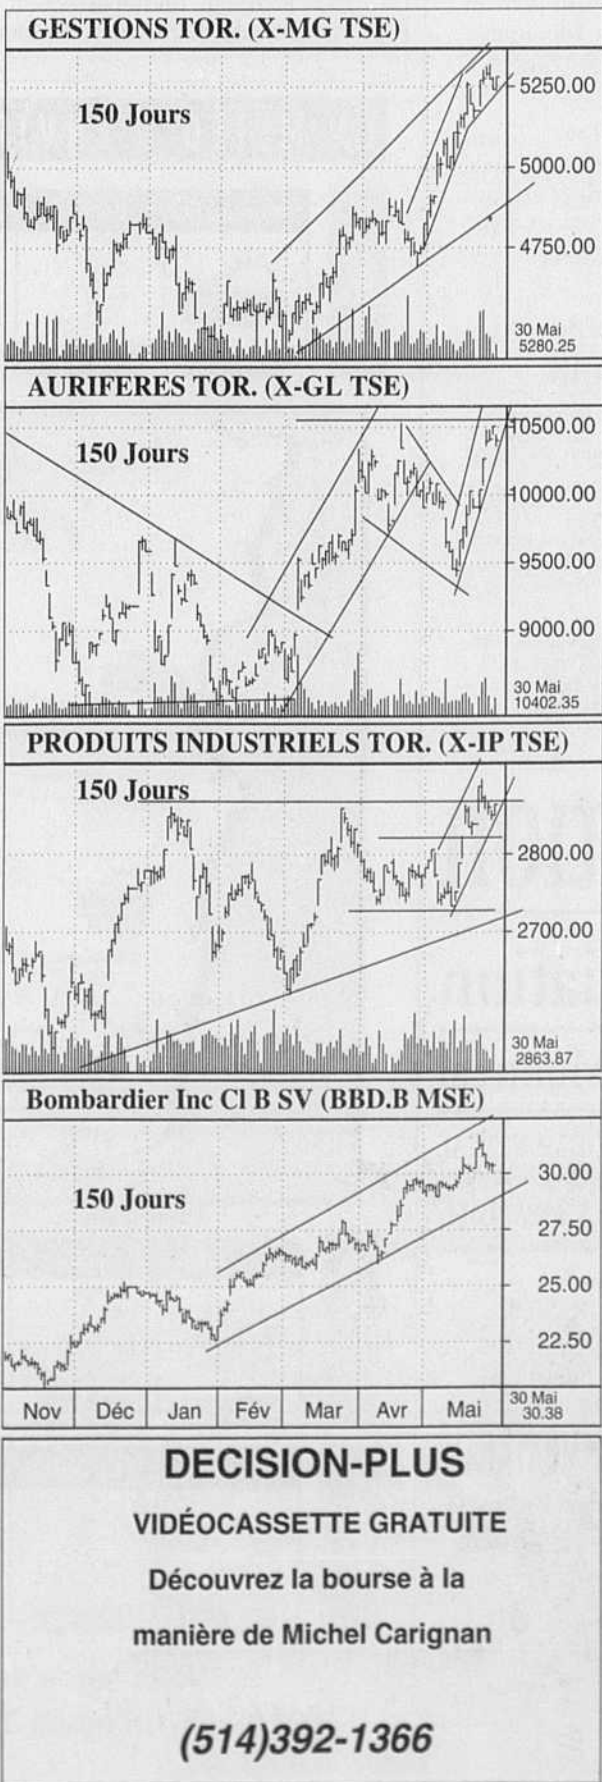 GESTIONS TOR. (X-MG TSE)
150 Jours
5250.00
5000.00
4750.00
30 Mai
5280.25
AURIFERES TOR. (X-GL TSE)
150 Jours
10500.00
10000.00
9500.00
9000.00
30 Mai
10402.35
PRODUITS INDUSTRIELS TOR. (X-IP TSE)
150 Jours
2800.00
2700.00
30 Mai
2863.87
Bombardier Inc Cl B SV (BBD.B MSE)
150 Jours
30.00
27.50
25.00
22.50
Nov Déc Jan Fév Mar Avr Mai
30 Mai
30.38
DECISION-PLUS
VIDÉOCASSETTE GRATUITE
Découvrez la bourse à la
manière de Michel Carignan
(514)392-1366